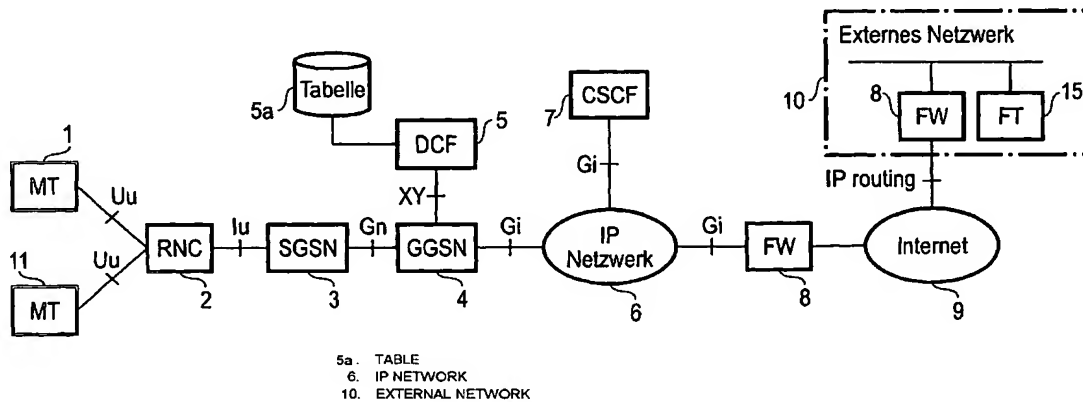 Externes Netzwerk
10
8
FW
FT
15
IP routing
5a
Tabelle
DCF
5
XY
7
CSCF
Gi
1
MT
Uu
11
MT
Uu
RNC
2
Iu
SGSN
3
Gn
GGSN
4
Gi
IP
Netzwerk
6
Gi
FW
8
Internet
9
5a. TABLE
6. IP NETWORK
10. EXTERNAL NETWORK